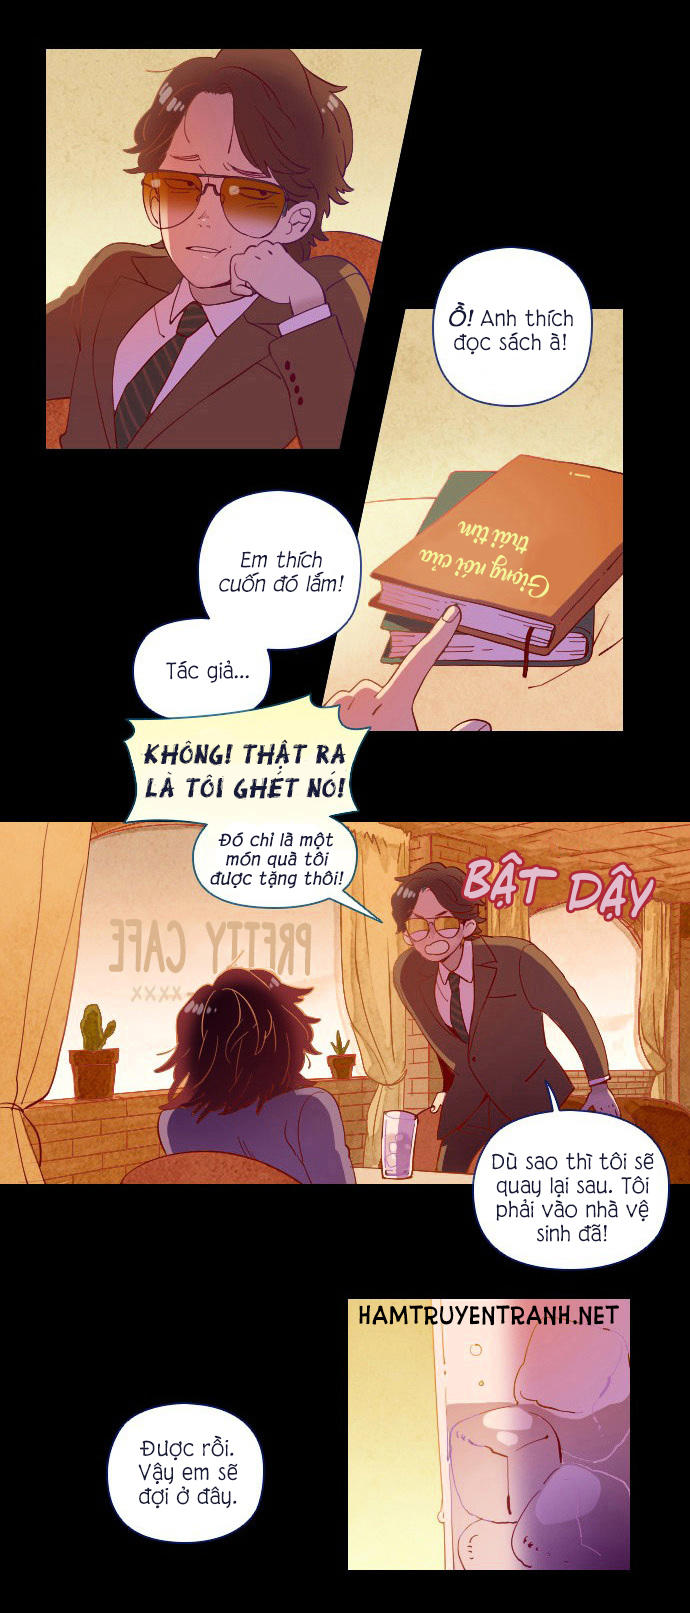 Ồ! Anh thích
đọc sách à!
Giọng nói của
trái tim
Em thích
cuốn đó lắm!
Tác giả...
KHÔNG! THẬT RA
LÀ TÔI GHÉT NÓ!
Đó chỉ là một
món quà tôi
được tặng thôi!
BẬT DẬY
PRETTY CAFE
-xxxx-
Dù sao thì tôi sẽ
quay lại sau. Tôi
phải vào nhà vệ
sinh đã!
HAMTRUYENTRANH.NET
Được rồi.
Vậy em sẽ
đợi ở đây.